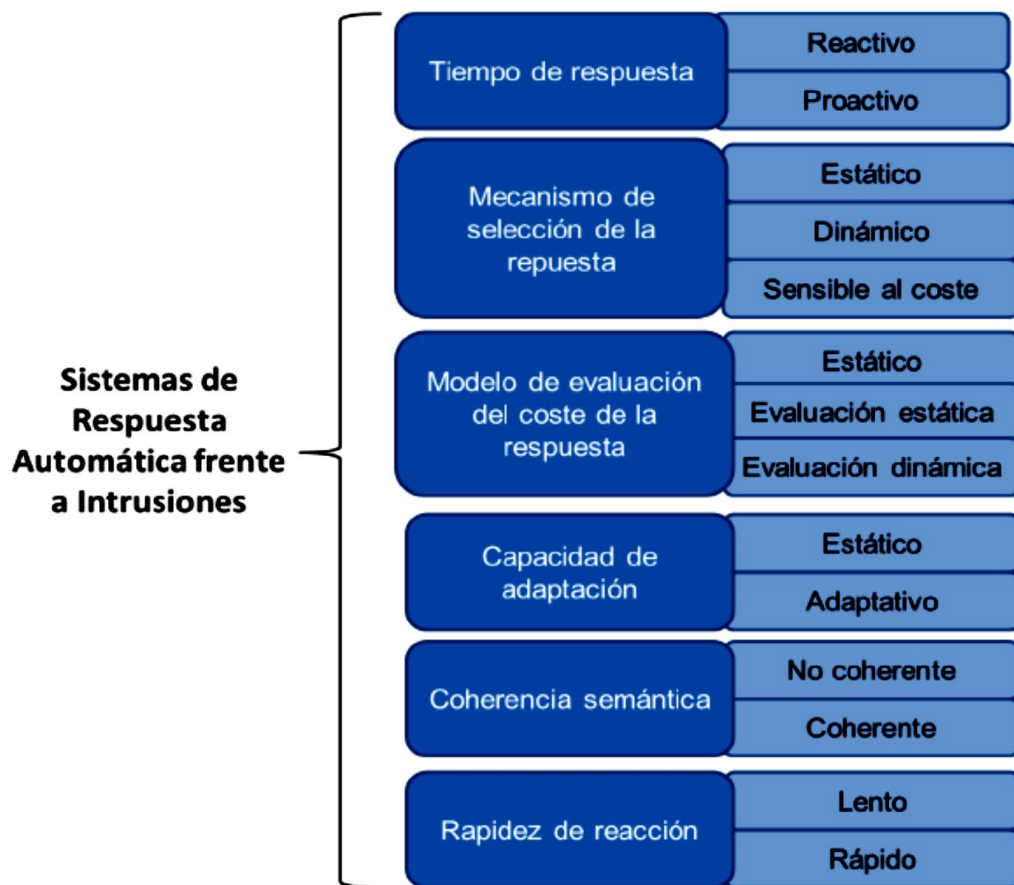 Sistemas de
Respuesta
Automática frente
a Intrusiones
Tiempo de respuesta
Reactivo
Proactivo
Mecanismo de
selección de la
repuesta
Estático
Dinámico
Sensible al coste
Modelo de evaluación
del coste de la
respuesta
Estático
Evaluación estática
Evaluación dinámica
Capacidad de
adaptación
Estático
Adaptativo
Coherencia semántica
No coherente
Coherente
Rapidez de reacción
Lento
Rápido